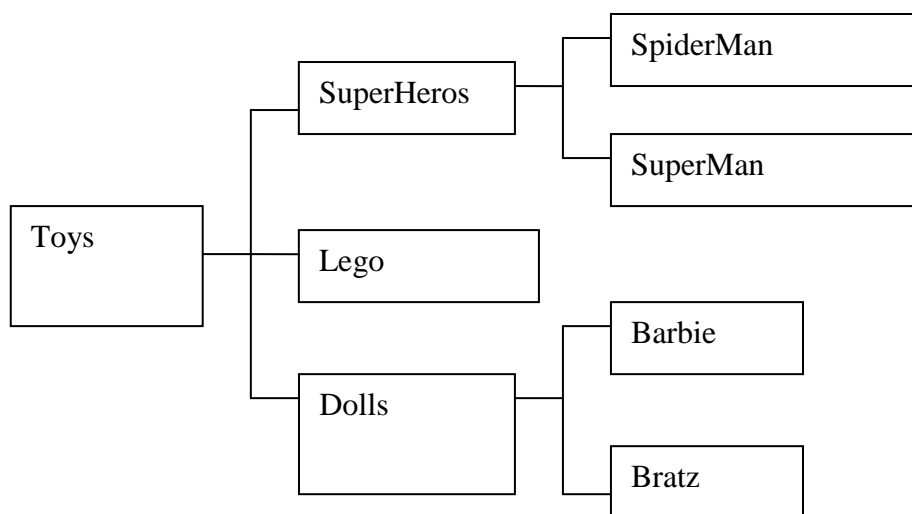 Toys
SuperHeros
SpiderMan
SuperMan
Lego
Dolls
Barbie
Bratz